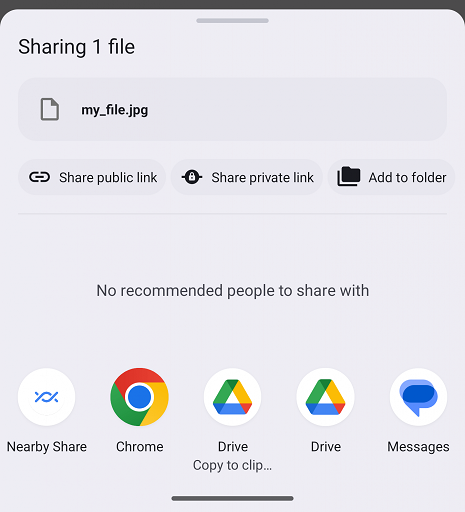 Sharing 1 file
my_file.jpg
Share public link
Share private link
Add to folder
No recommended people to share with
Nearby Share
Chrome
Drive
Copy to clip...
Drive
Messages